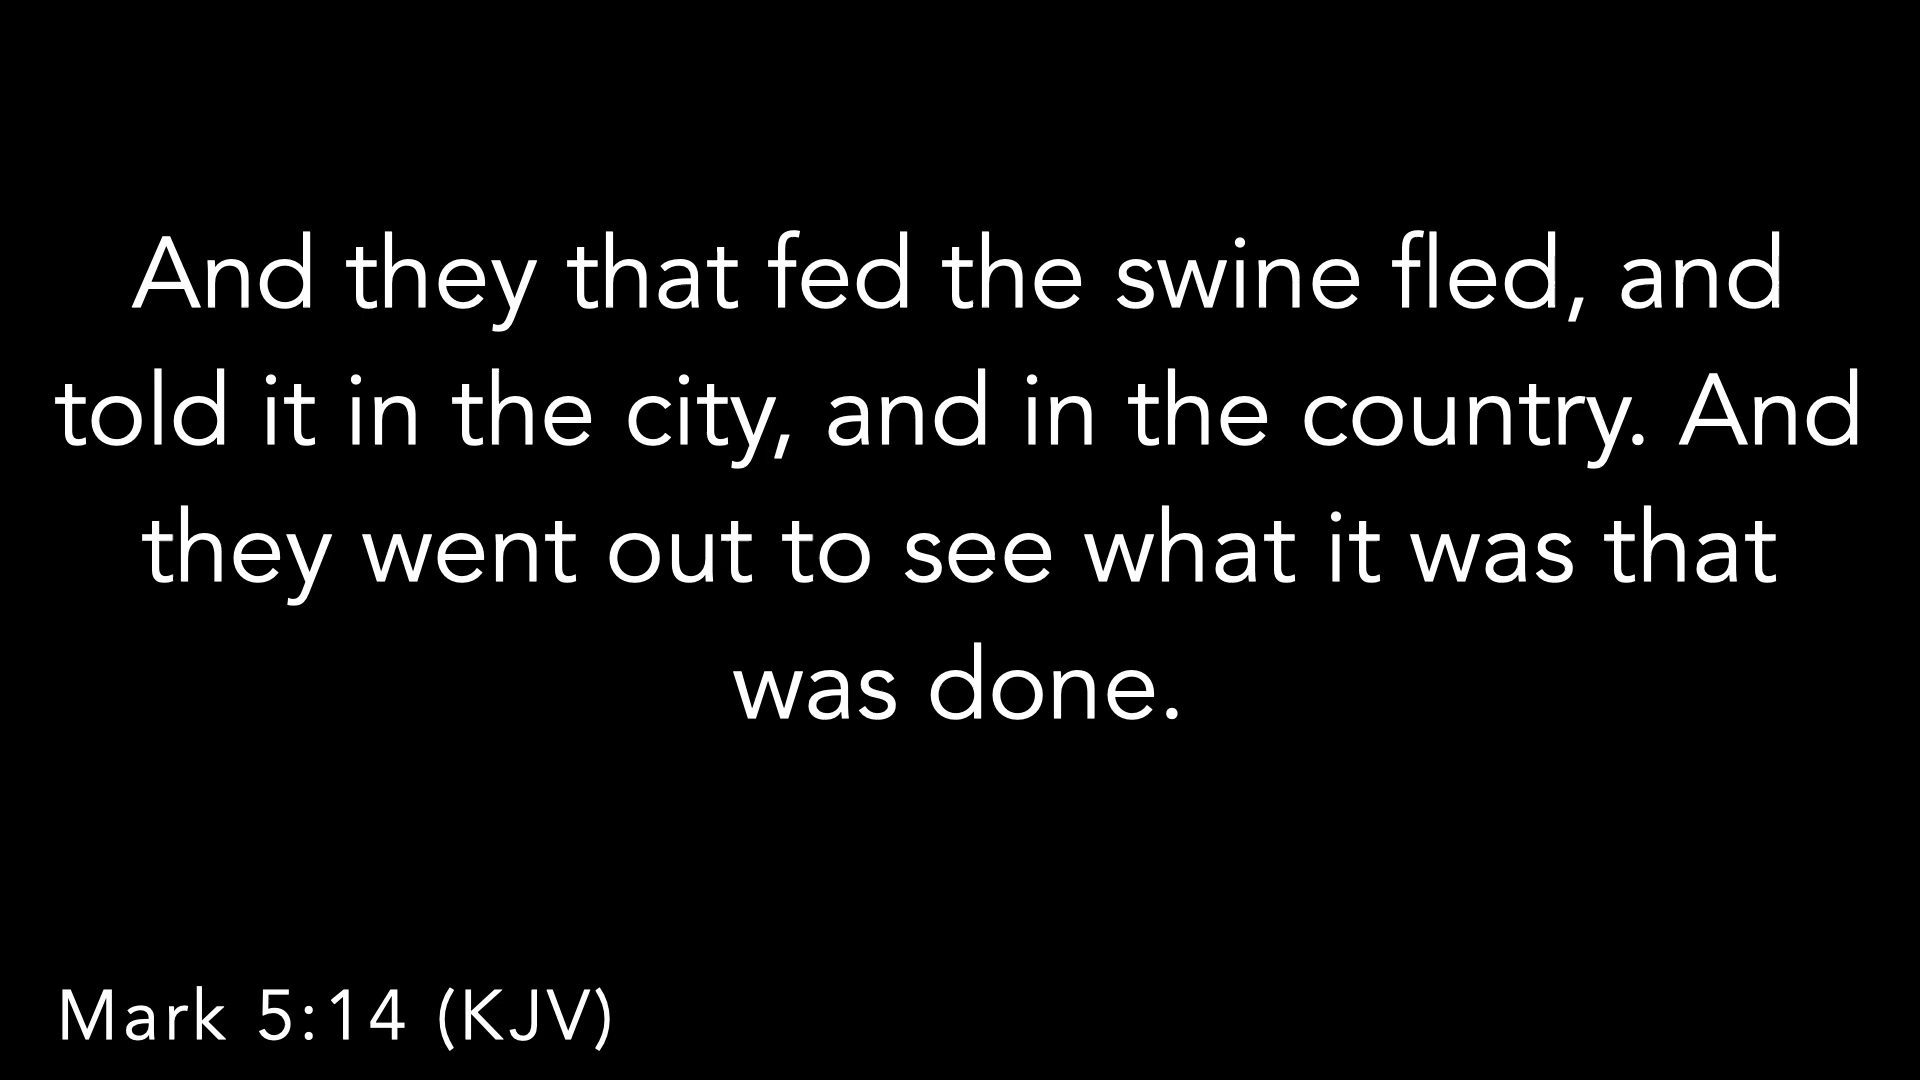 And they that fed the swine fled, and
told it in the city, and in the country. And
they went out to see what it was that
was done.
Mark 5:14 (KJV)